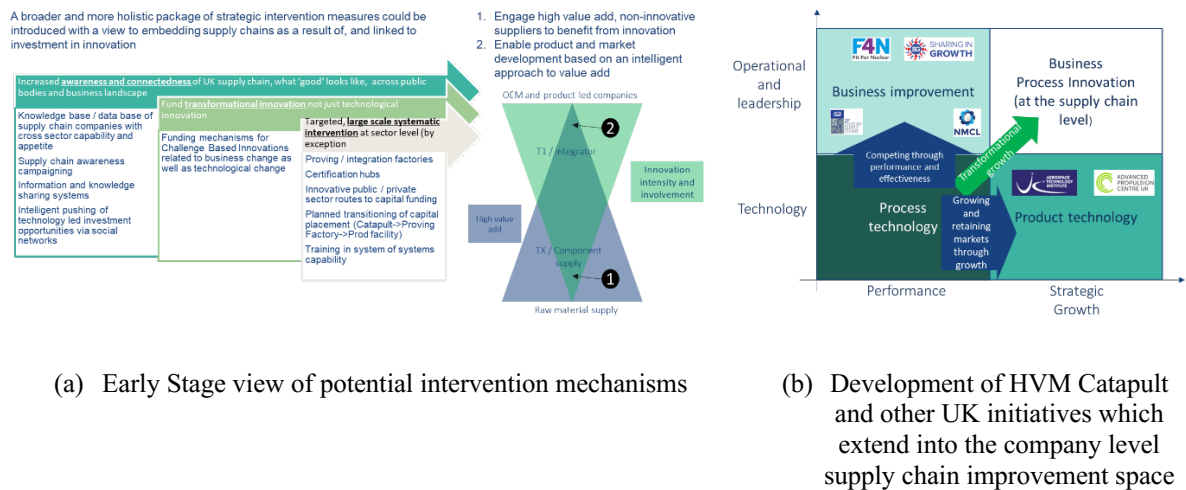 A broader and more holistic package of strategic intervention measures could be
introduced with a view to embedding supply chains as a result of, and linked to
investment in innovation
Increased awareness and connectedness of UK supply chain, what 'good' looks like, across public
bodies and business landscape
Knowledge base / data base of
supply chain companies with
cross sector capability and
appetite
Supply chain awareness
campaigning
Information and knowledge
sharing systems
Intelligent pushing of
technology led investment
opportunities via social
networks
Fund transformational innovation not just technological
innovation
Funding mechanisms for
Challenge Based Innovations
related to business change as
well as technological change
Targeted, large scale systematic
intervention at sector level (by
exception
Proving / integration factories
Certification hubs
Innovative public / private
sector routes to capital funding
Planned transitioning of capital
placement (Catapult->Proving
Factory->Prod facility)
Training in system of systems
capability
1. Engage high value add, non-innovative
suppliers to benefit from innovation
2. Enable product and market
development based on an intelligent
approach to value add
OEM and product led companies
2
T1 / Integrator
Innovation
intensity and
involvement
High value
add
TX / Component
supply
1
Raw material supply
(a) Early Stage view of potential intervention mechanisms
Operational
and
leadership
Technology
F4N
Fit For Nuclear
SHARING IN
GROWTH
Business improvement
NMCL
Competing through
performance and
effectiveness
Business
Process Innovation
(at the supply chain
level)
Transformational
growth
Process
technology
Growing
and
retaining
markets
through
growth
AEROSPACE
TECHNOLOGY
INSTITUTE
ADVANCED
PROPULSION
CENTRE UK
Product technology
Performance
Strategic
Growth
(b) Development of HVM Catapult
and other UK initiatives which
extend into the company level
supply chain improvement space